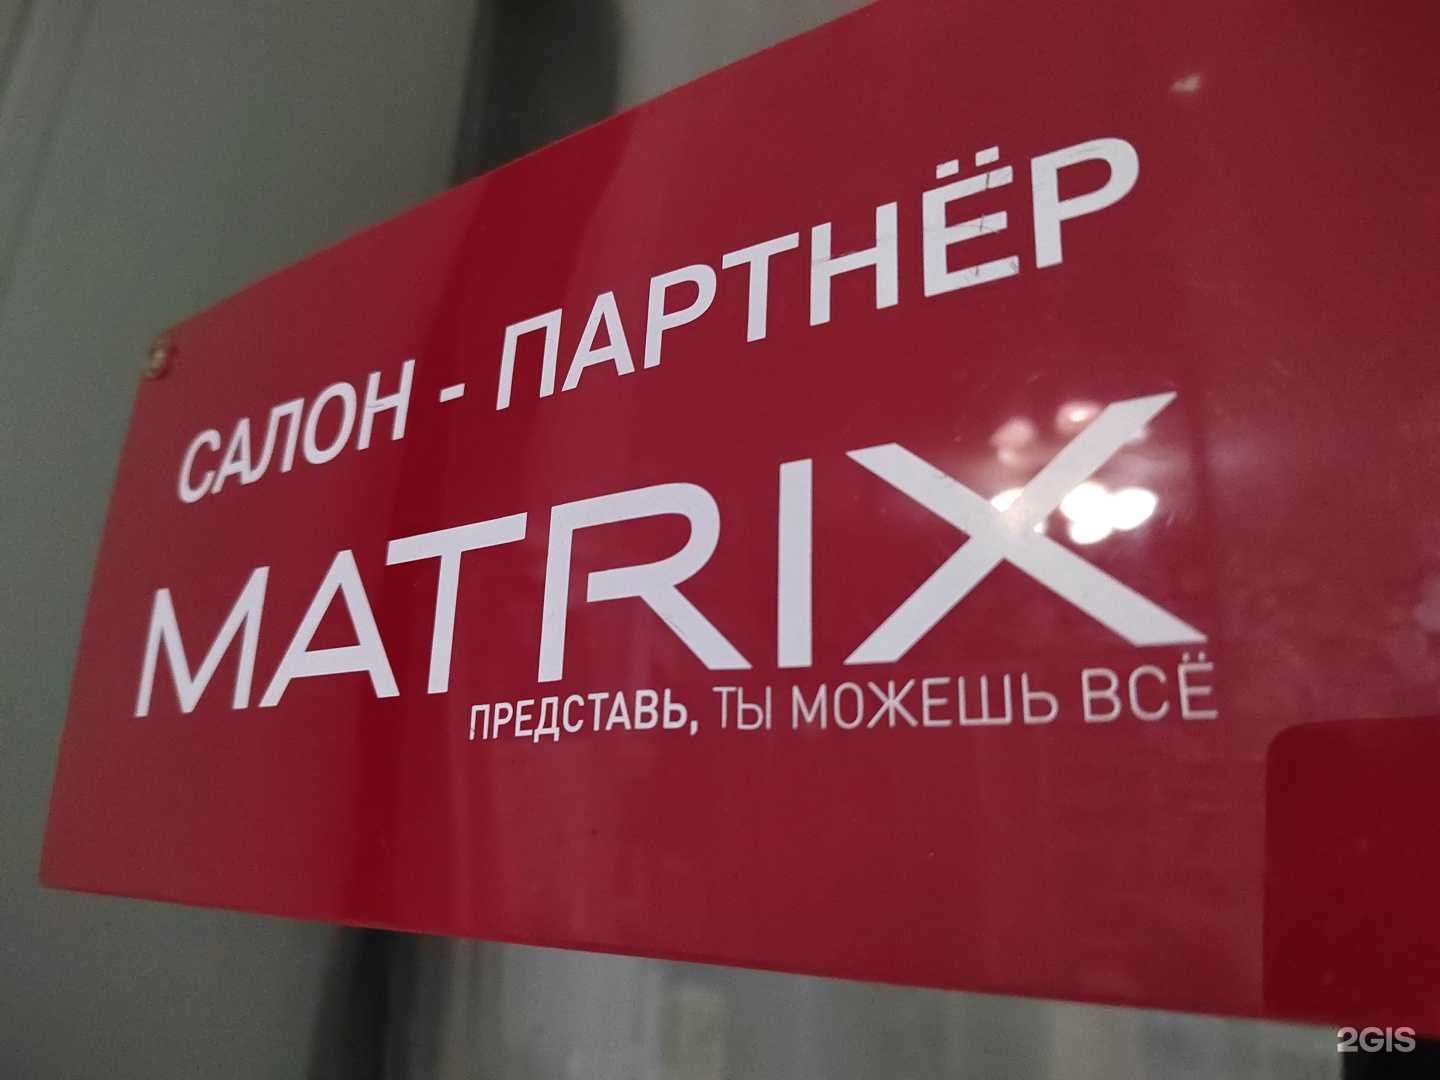 САЛОН - ПАРТНЁР
MATRIX
ПРЕДСТАВЬ, ТЫ МОЖЕШЬ ВСЁ
2GIS